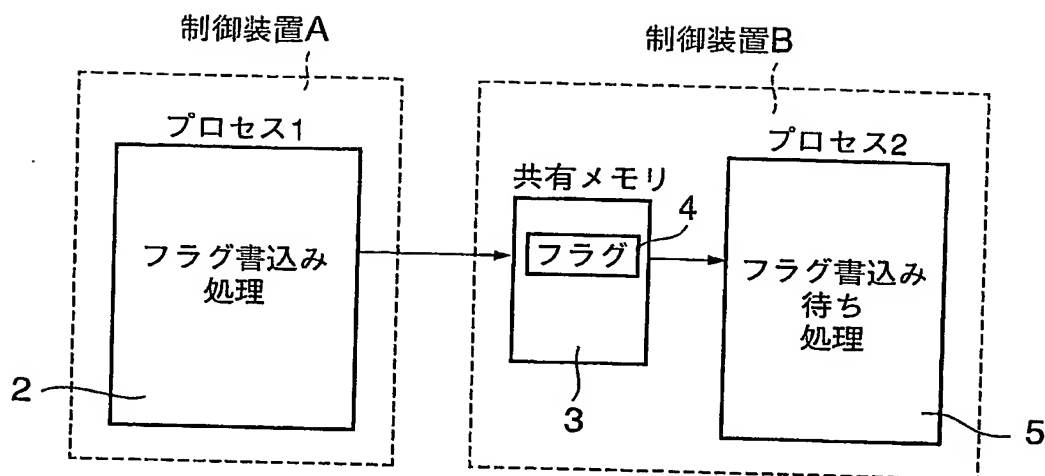 制御装置A
制御装置B
プロセス1
フラグ書込み
処理
2
共有メモリ
フラグ
4
3
プロセス2
フラグ書込み
待ち
処理
5